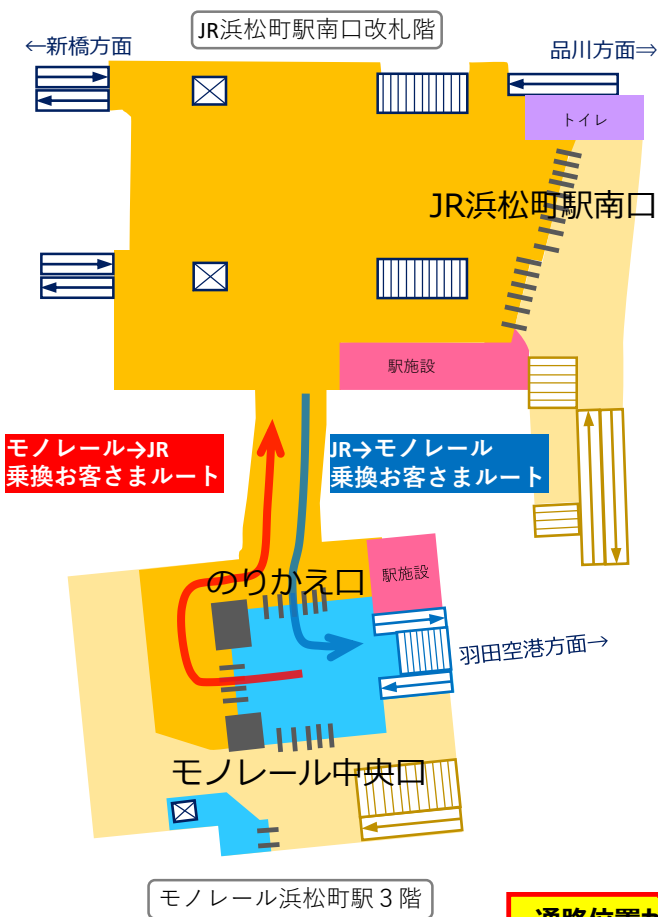 JR浜松町駅南口改札階
←新橋方面
品川方面⇒
トイレ
JR浜松町駅南口
駅施設
モノレール→JR
乗換お客さまルート
JR→モノレール
乗換お客さまルート
のりかえ口
駅施設
羽田空港方面→
モノレール中央口
モノレール浜松町駅３階